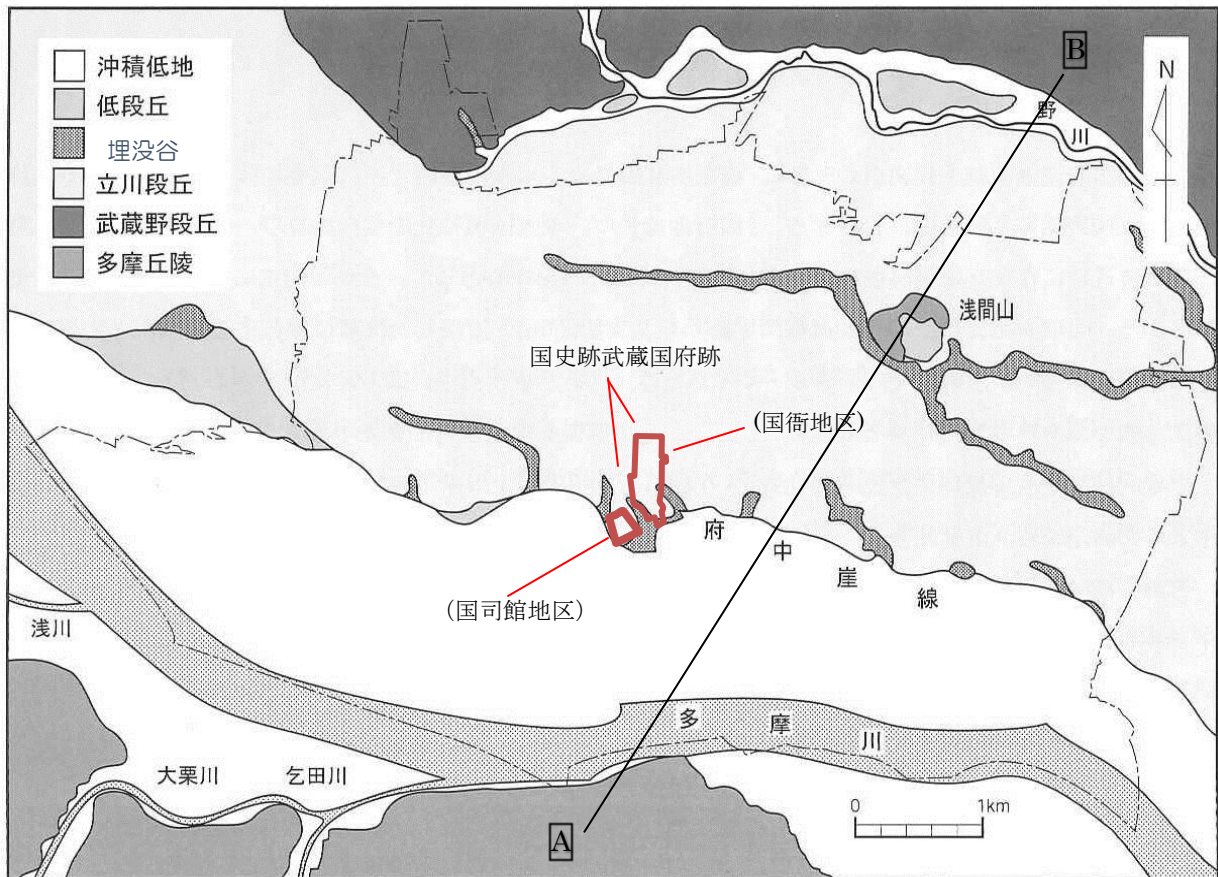 沖積低地
低段丘
埋没谷
立川段丘
武蔵野段丘
多摩丘陵
B
N
野川
浅間山
国史跡武蔵国府跡
(国衙地区)
府中崖線
(国司館地区)
浅川
多摩川
大栗川
乞田川
0 1km
A